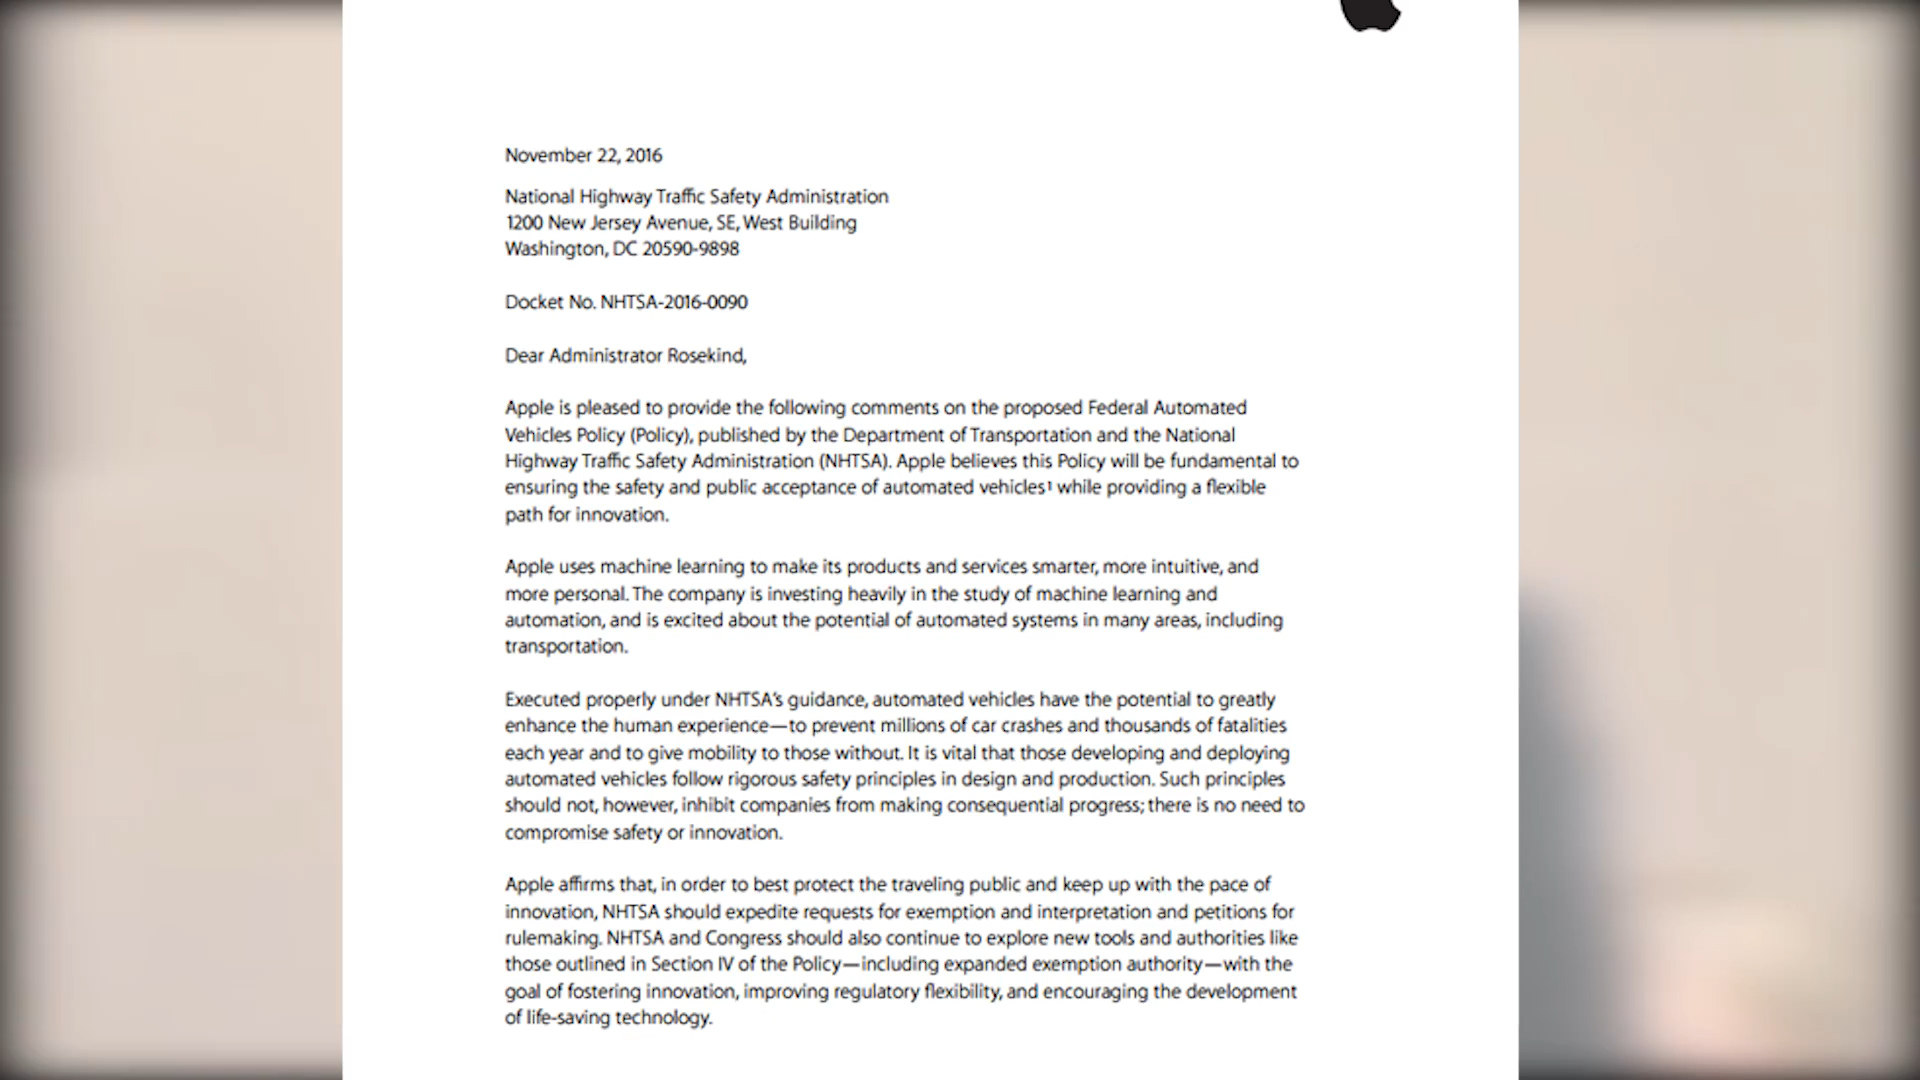 November 22, 2016
National Highway Traffic Safety Administration
1200 New Jersey Avenue, SE, West Building
Washington, DC 20590-9898
Docket No. NHTSA-2016-0090
Dear Administrator Rosekind,
Apple is pleased to provide the following comments on the proposed Federal Automated
Vehicles Policy (Policy), published by the Department of Transportation and the National
Highway Traffic Safety Administration (NHTSA). Apple believes this Policy will be fundamental to
ensuring the safety and public acceptance of automated vehicles¹ while providing a flexible
path for innovation.
Apple uses machine learning to make its products and services smarter, more intuitive, and
more personal. The company is investing heavily in the study of machine learning and
automation, and is excited about the potential of automated systems in many areas, including
transportation.
Executed properly under NHTSA's guidance, automated vehicles have the potential to greatly
enhance the human experience—to prevent millions of car crashes and thousands of fatalities
each year and to give mobility to those without. It is vital that those developing and deploying
automated vehicles follow rigorous safety principles in design and production. Such principles
should not, however, inhibit companies from making consequential progress; there is no need to
compromise safety or innovation.
Apple affirms that, in order to best protect the traveling public and keep up with the pace of
innovation, NHTSA should expedite requests for exemption and interpretation and petitions for
rulemaking. NHTSA and Congress should also continue to explore new tools and authorities like
those outlined in Section IV of the Policy—including expanded exemption authority—with the
goal of fostering innovation, improving regulatory flexibility, and encouraging the development
of life-saving technology.